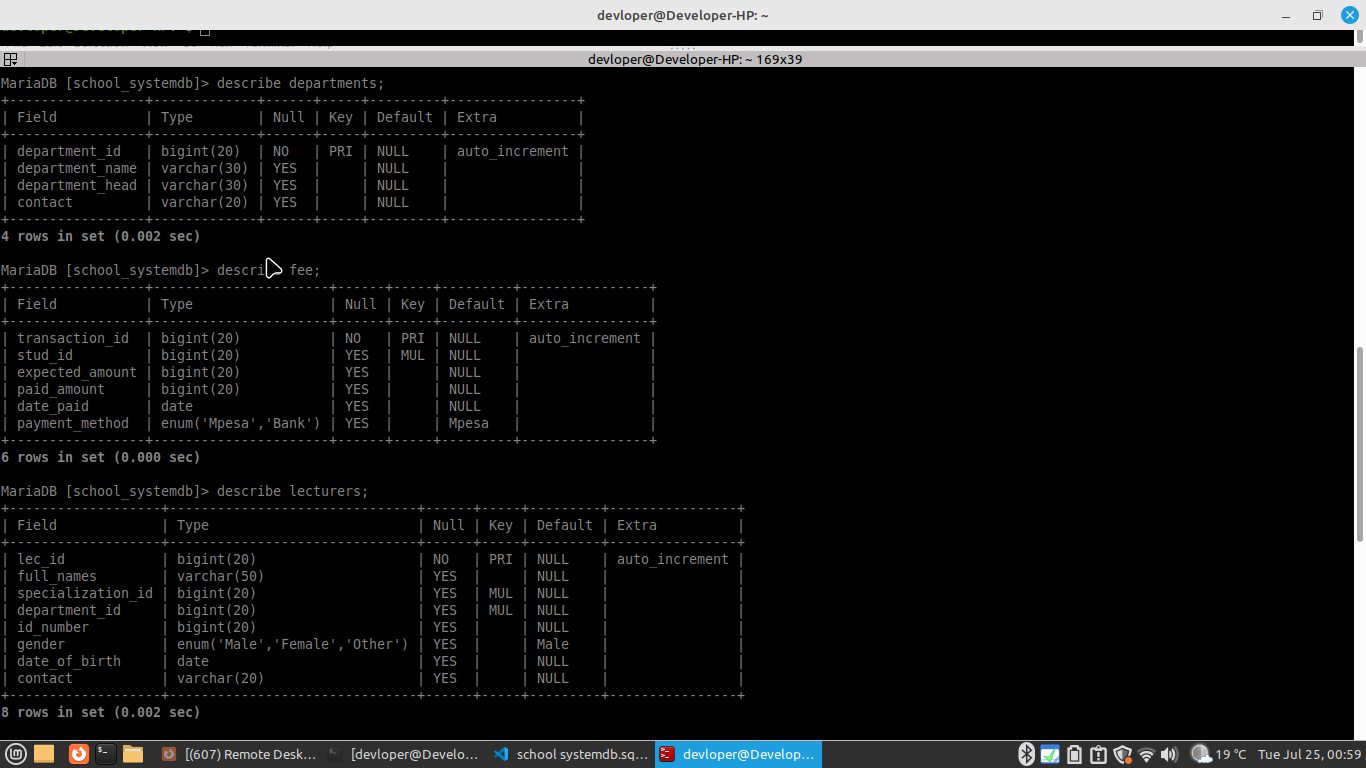 devloper@Developer-HP: ~
devloper@Developer-HP: ~ 169x39
MariaDB [school_systemdb]> describe departments;
+-----------------+-------------+------+-----+---------+----------------+
| Field           | Type        | Null | Key | Default | Extra          |
+-----------------+-------------+------+-----+---------+----------------+
| department_id   | bigint(20)  | NO   | PRI | NULL    | auto_increment |
| department_name | varchar(30) | YES  |     | NULL    |                |
| department_head | varchar(30) | YES  |     | NULL    |                |
| contact         | varchar(20) | YES  |     | NULL    |                |
+-----------------+-------------+------+-----+---------+----------------+
4 rows in set (0.002 sec)
MariaDB [school_systemdb]> describe fee;
+-----------------+----------------------+------+-----+---------+----------------+
| Field           | Type                 | Null | Key | Default | Extra          |
+-----------------+----------------------+------+-----+---------+----------------+
| transaction_id  | bigint(20)           | NO   | PRI | NULL    | auto_increment |
| stud_id         | bigint(20)           | YES  | MUL | NULL    |                |
| expected_amount | bigint(20)           | YES  |     | NULL    |                |
| paid_amount     | bigint(20)           | YES  |     | NULL    |                |
| date_paid       | date                 | YES  |     | NULL    |                |
| payment_method  | enum('Mpesa','Bank') | YES  |     | Mpesa   |                |
+-----------------+----------------------+------+-----+---------+----------------+
6 rows in set (0.000 sec)
MariaDB [school_systemdb]> describe lecturers;
+-------------------+-------------------------------+------+-----+---------+----------------+
| Field             | Type                          | Null | Key | Default | Extra          |
+-------------------+-------------------------------+------+-----+---------+----------------+
| lec_id            | bigint(20)                    | NO   | PRI | NULL    | auto_increment |
| full_names        | varchar(50)                   | YES  |     | NULL    |                |
| specialization_id | bigint(20)                    | YES  | MUL | NULL    |                |
| department_id     | bigint(20)                    | YES  | MUL | NULL    |                |
| id_number         | bigint(20)                    | YES  |     | NULL    |                |
| gender            | enum('Male','Female','Other') | YES  |     | Male    |                |
| date_of_birth     | date                          | YES  |     | NULL    |                |
| contact           | varchar(20)                   | YES  |     | NULL    |                |
+-------------------+-------------------------------+------+-----+---------+----------------+
8 rows in set (0.002 sec)
[(607) Remote Desk... [devloper@Develo... school systemdb.sq... devloper@Develop... 19 °C Tue Jul 25, 00:59